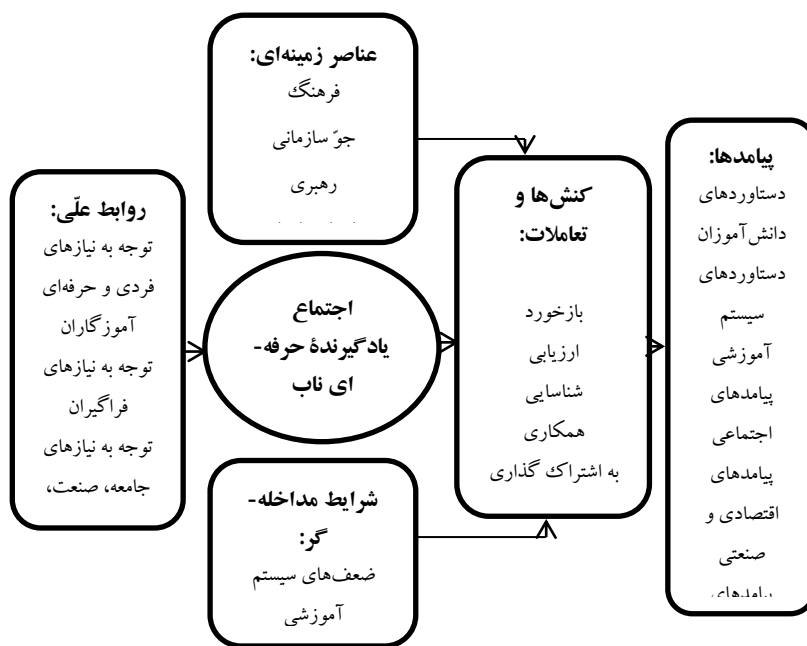 عناصر زمینه‌ای:
فرهنگ
جوّ سازمانی
رهبری
روابط علّی:
توجه به نیازهای
فردی و حرفه‌ای
آموزگاران
توجه به نیازهای
فراگیران
توجه به نیازهای
جامعه، صنعت،
اجتماع
یادگیرندۀ حرفه-
ای ناب
شرایط مداخله-
گر:
ضعف‌های سیستم
آموزشی
کنش‌ها و
تعاملات:
بازخورد
ارزیابی
شناسایی
همکاری
به اشتراک گذاری
پیامدها:
دستاوردهای
دانش‌آموزان
دستاوردهای
سیستم
آموزشی
پیامدهای
اجتماعی
پیامدهای
اقتصادی و
صنعتی
پیامدهای